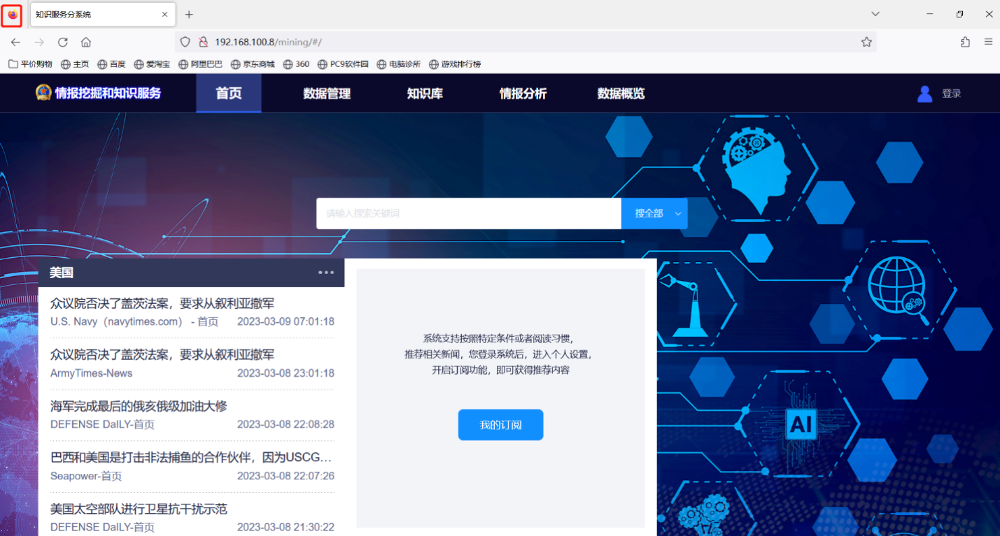 知识服务分系统
192.168.100.8/mining/#/
平价购物 主页 百度 爱淘宝 阿里巴巴 京东商城 360 PC9软件园 电脑诊所 游戏排行榜
情报挖掘和知识服务 首页 数据管理 知识库 情报分析 数据概览 登录
请输入搜索关键词 搜全部
美国
众议院否决了盖茨法案，要求从叙利亚撤军
U.S. Navy（navytimes.com） - 首页 2023-03-09 07:01:18
众议院否决了盖茨法案，要求从叙利亚撤军
ArmyTimes-News 2023-03-08 23:01:18
海军完成最后的俄亥俄级加油大修
DEFENSE DaILY-首页 2023-03-08 22:08:28
巴西和美国是打击非法捕鱼的合作伙伴，因为USCG…
Seapower-首页 2023-03-08 22:07:26
美国太空部队进行卫星抗干扰示范
DEFENSE DaILY-首页 2023-03-08 21:30:22
系统支持按照特定条件或者阅读习惯，
推荐相关新闻，您登录系统后，进入个人设置，
开启订阅功能，即可获得推荐内容
我的订阅
AI